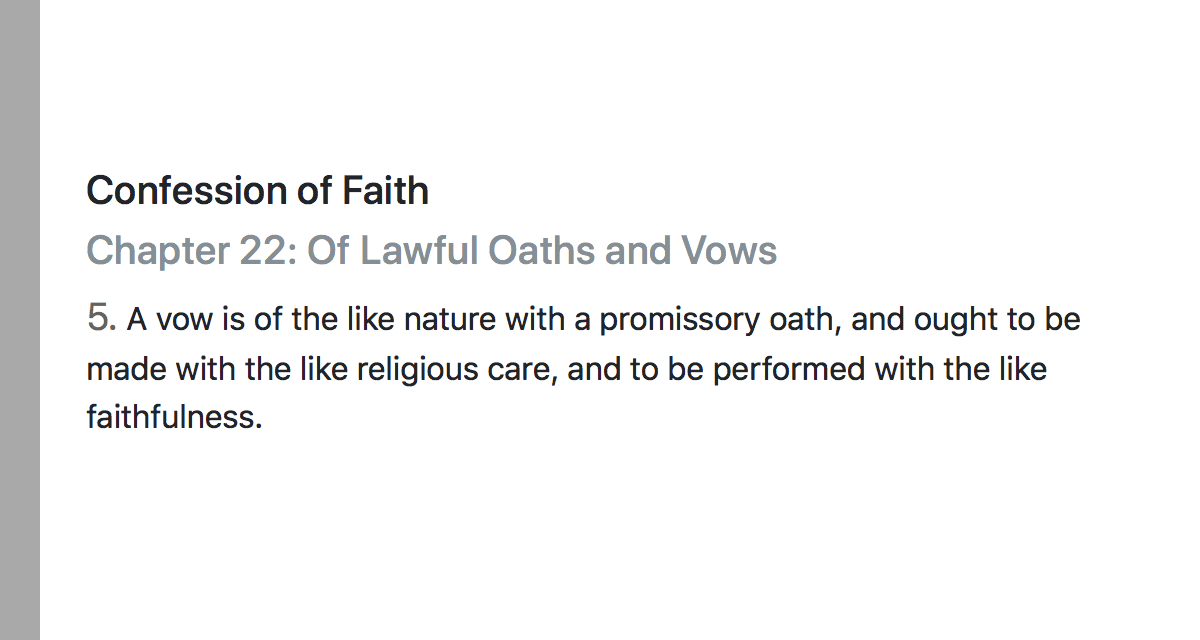 Confession of Faith
Chapter 22: Of Lawful Oaths and Vows
5. A vow is of the like nature with a promissory oath, and ought to be
made with the like religious care, and to be performed with the like
faithfulness.